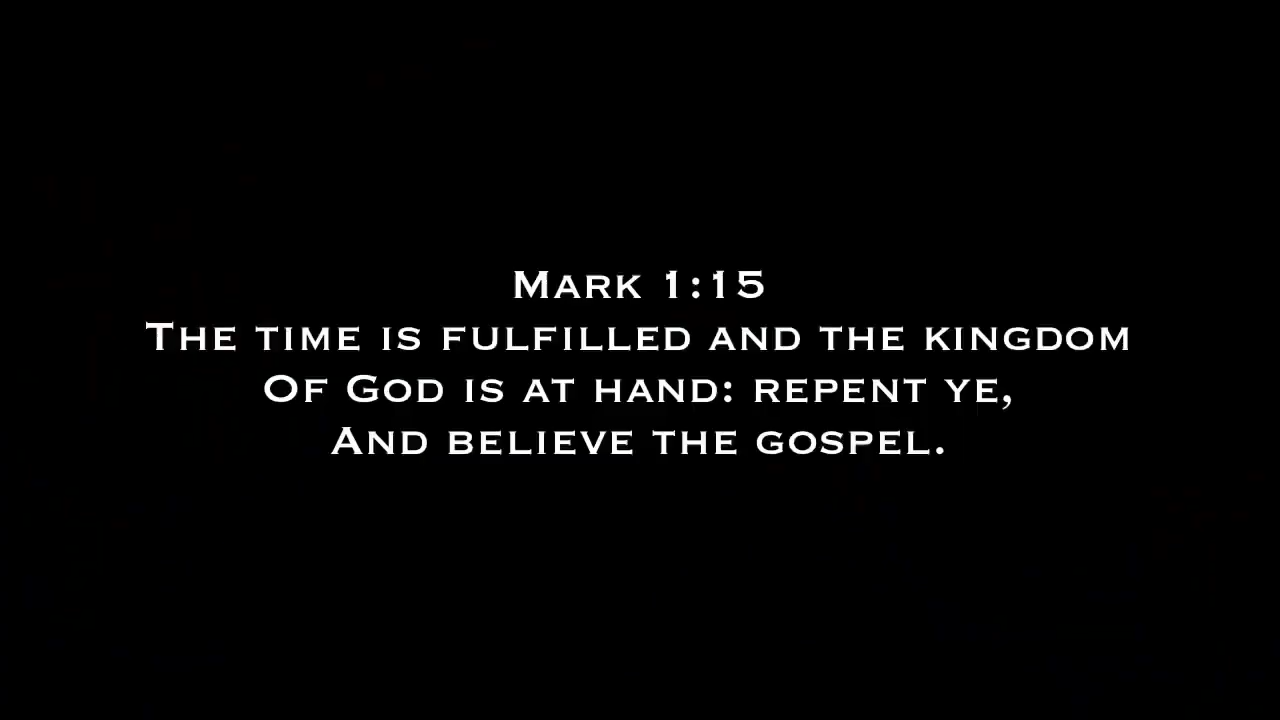 Mark 1:15
The time is fulfilled and the kingdom
Of God is at hand: repent ye,
And believe the gospel.